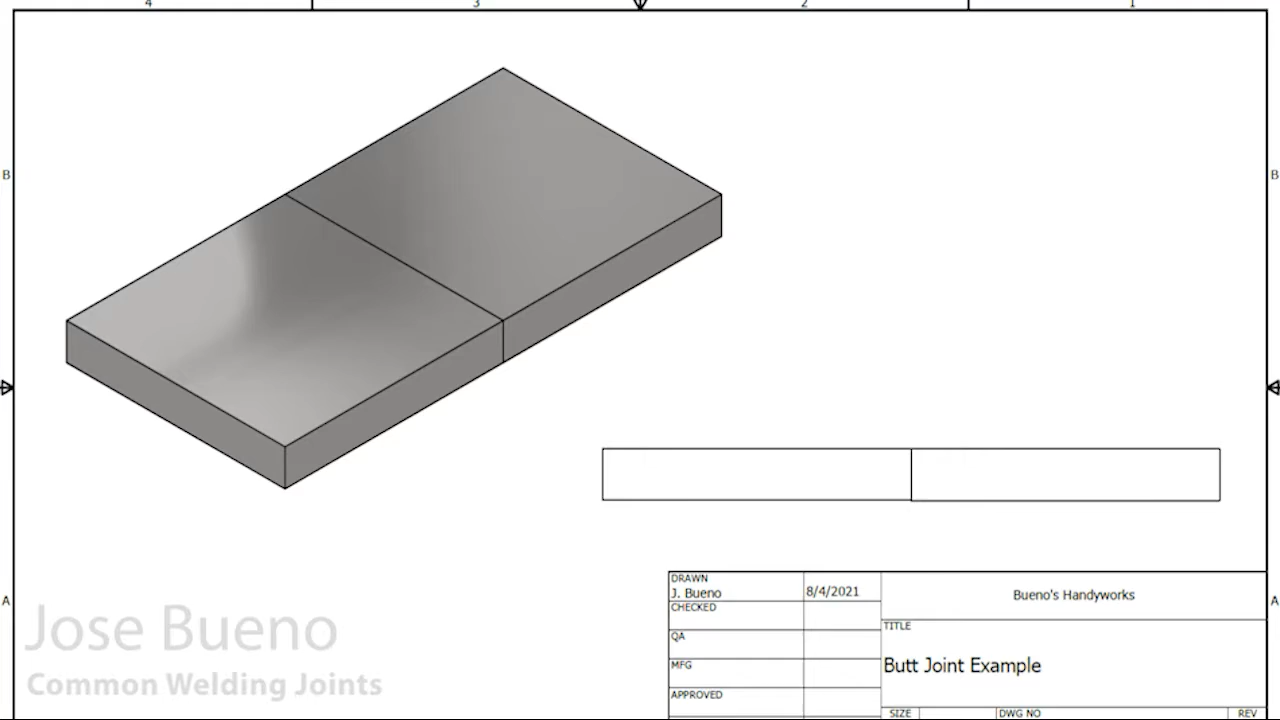 4 3 2 1
B B
A A
DRAWN
J. Bueno 8/4/2021
CHECKED
QA
MFG
APPROVED
Bueno's Handyworks
TITLE
Butt Joint Example
SIZE DWG NO REV
Jose Bueno
Common Welding Joints